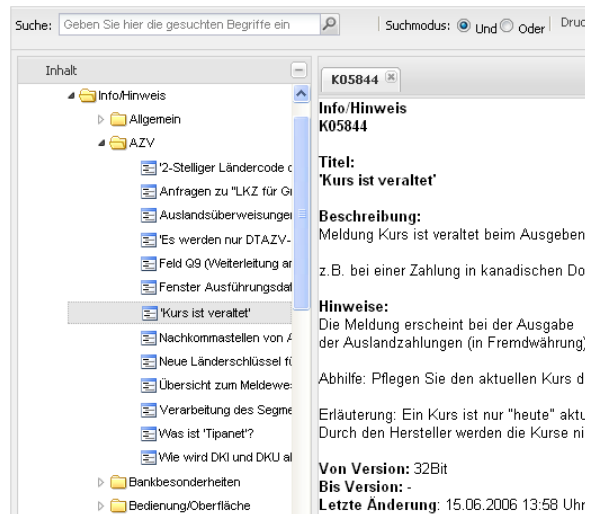 Suche: Geben Sie hier die gesuchten Begriffe ein Suchmodus: Und Oder Druc
Inhalt
Info/Hinweis
Allgemein
AZV
'2-Stelliger Ländercode
Anfragen zu "LKZ für
Auslandsüberweisunge
'Es werden nur DTAZV-
Feld Q9 (Weiterleitung
Fenster Ausführungsda
'Kurs ist veraltet'
Nachkommastellen von
Neue Länderschlüssel
Übersicht zum Meldewe
Verarbeitung des Segme
Was ist 'Tipanet'?
Wie wird DKI und DKU
Bankbesonderheiten
Bedienung/Oberfläche
K05844
Info/Hinweis
K05844
Titel:
'Kurs ist veraltet'
Beschreibung:
Meldung Kurs ist veraltet beim Ausgeben
z.B. bei einer Zahlung in kanadischen Do
Hinweise:
Die Meldung erscheint bei der Ausgabe
der Auslandzahlungen (in Fremdwährung)
Abhilfe: Pflegen Sie den aktuellen Kurs d
Erläuterung: Ein Kurs ist nur "heute" aktu
Durch den Hersteller werden die Kurse ni
Von Version: 32Bit
Bis Version: -
Letzte Änderung: 15.06.2006 13:58 Uhr